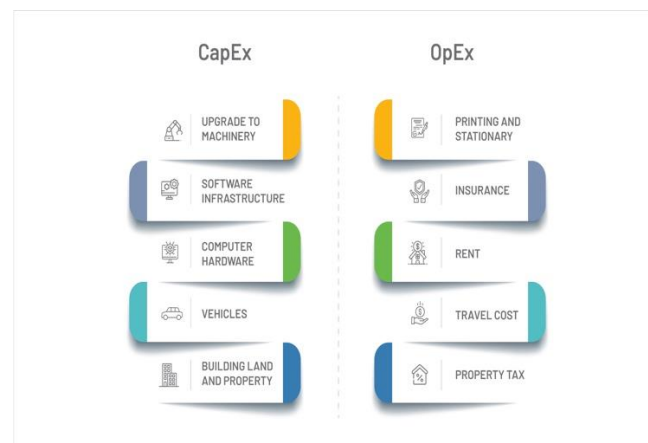 CapEx
UPGRADE TO
MACHINERY
SOFTWARE
INFRASTRUCTURE
COMPUTER
HARDWARE
VEHICLES
BUILDING LAND
AND PROPERTY
OpEx
PRINTING AND
STATIONARY
INSURANCE
RENT
TRAVEL COST
PROPERTY TAX